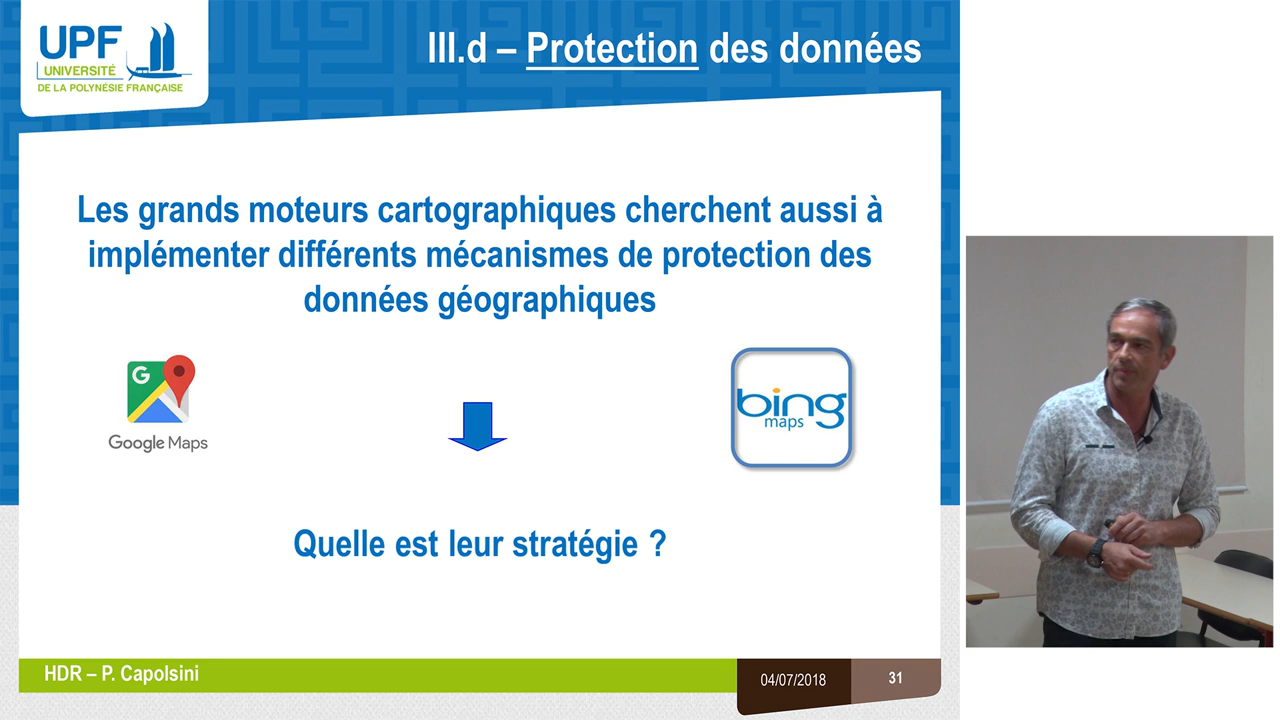 UPF
UNIVERSITÉ
DE LA POLYNÉSIE FRANÇAISE
III.d – Protection des données
Les grands moteurs cartographiques cherchent aussi à
implémenter différents mécanismes de protection des
données géographiques
G
Google Maps
bing
maps
Quelle est leur stratégie ?
HDR – P. Capolsini
04/07/2018
31